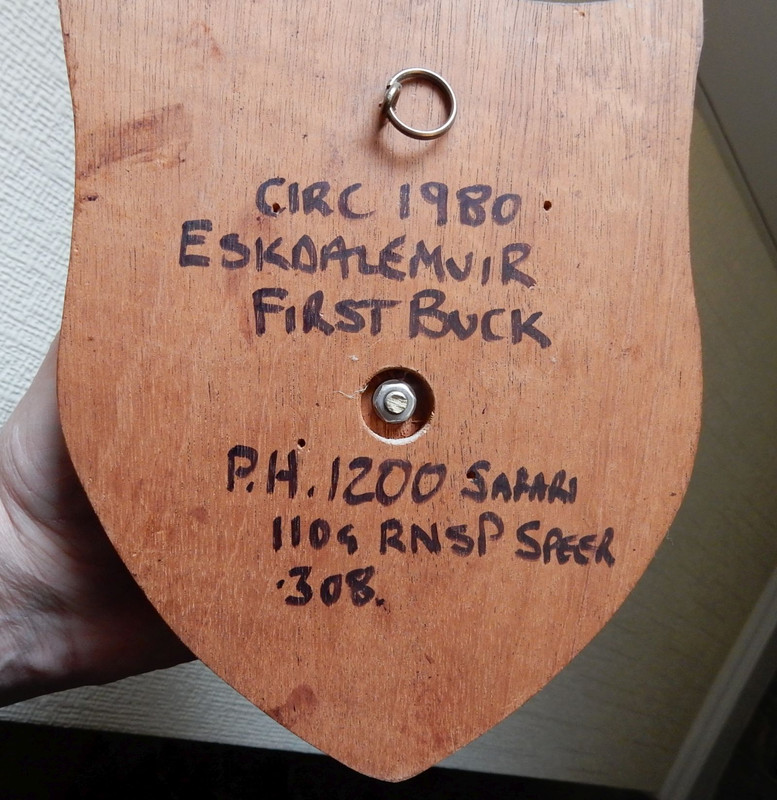 CIRC 1980
ESKDALEMUIR
FIRST BUCK
P.H. 1200 SAFARI
110G RNSP SPEER
.308.